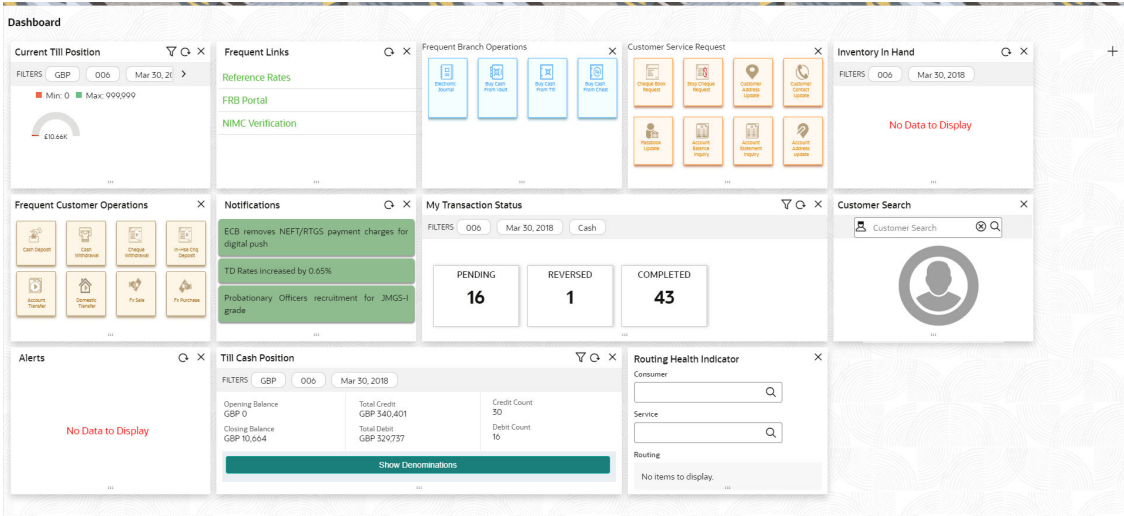 Dashboard
Current Till Position
FILTERS GBP 006 Mar 30, 20
Min: 0 Max: 999,999
£10.66K
Frequent Links
Reference Rates
FRB Portal
NIMC Verification
Frequent Branch Operations
Electronic
Journal
Buy Cash
From Vault
Buy Cash
From Till
Buy Cash
From Chest
Customer Service Request
Cheque Book
Request
Stop Cheque
Request
Customer
Address
Update
Customer
Contact
Update
Passbook
Update
Account
Balance
Inquiry
Account
Statement
Inquiry
Account
Address
Update
Inventory In Hand
FILTERS 006 Mar 30, 2018
No Data to Display
Frequent Customer Operations
Cash Deposit
Cash
Withdrawal
Cheque
Withdrawal
In-Hse Chq
Deposit
Account
Transfer
Domestic
Transfer
Fx Sale
Fx Purchase
Notifications
ECB removes NEFT/RTGS payment charges for
digital push
TD Rates increased by 0.65%
Probationary Officers recruitment for JMGS-I
grade
My Transaction Status
FILTERS 006 Mar 30, 2018 Cash
PENDING
16
REVERSED
1
COMPLETED
43
Customer Search
Customer Search
Alerts
No Data to Display
Till Cash Position
FILTERS GBP 006 Mar 30, 2018
Opening Balance
GBP 0
Total Credit
GBP 340,401
Credit Count
30
Closing Balance
GBP 10,664
Total Debit
GBP 329,737
Debit Count
16
Show Denominations
Routing Health Indicator
Consumer
Service
Routing
No items to display.